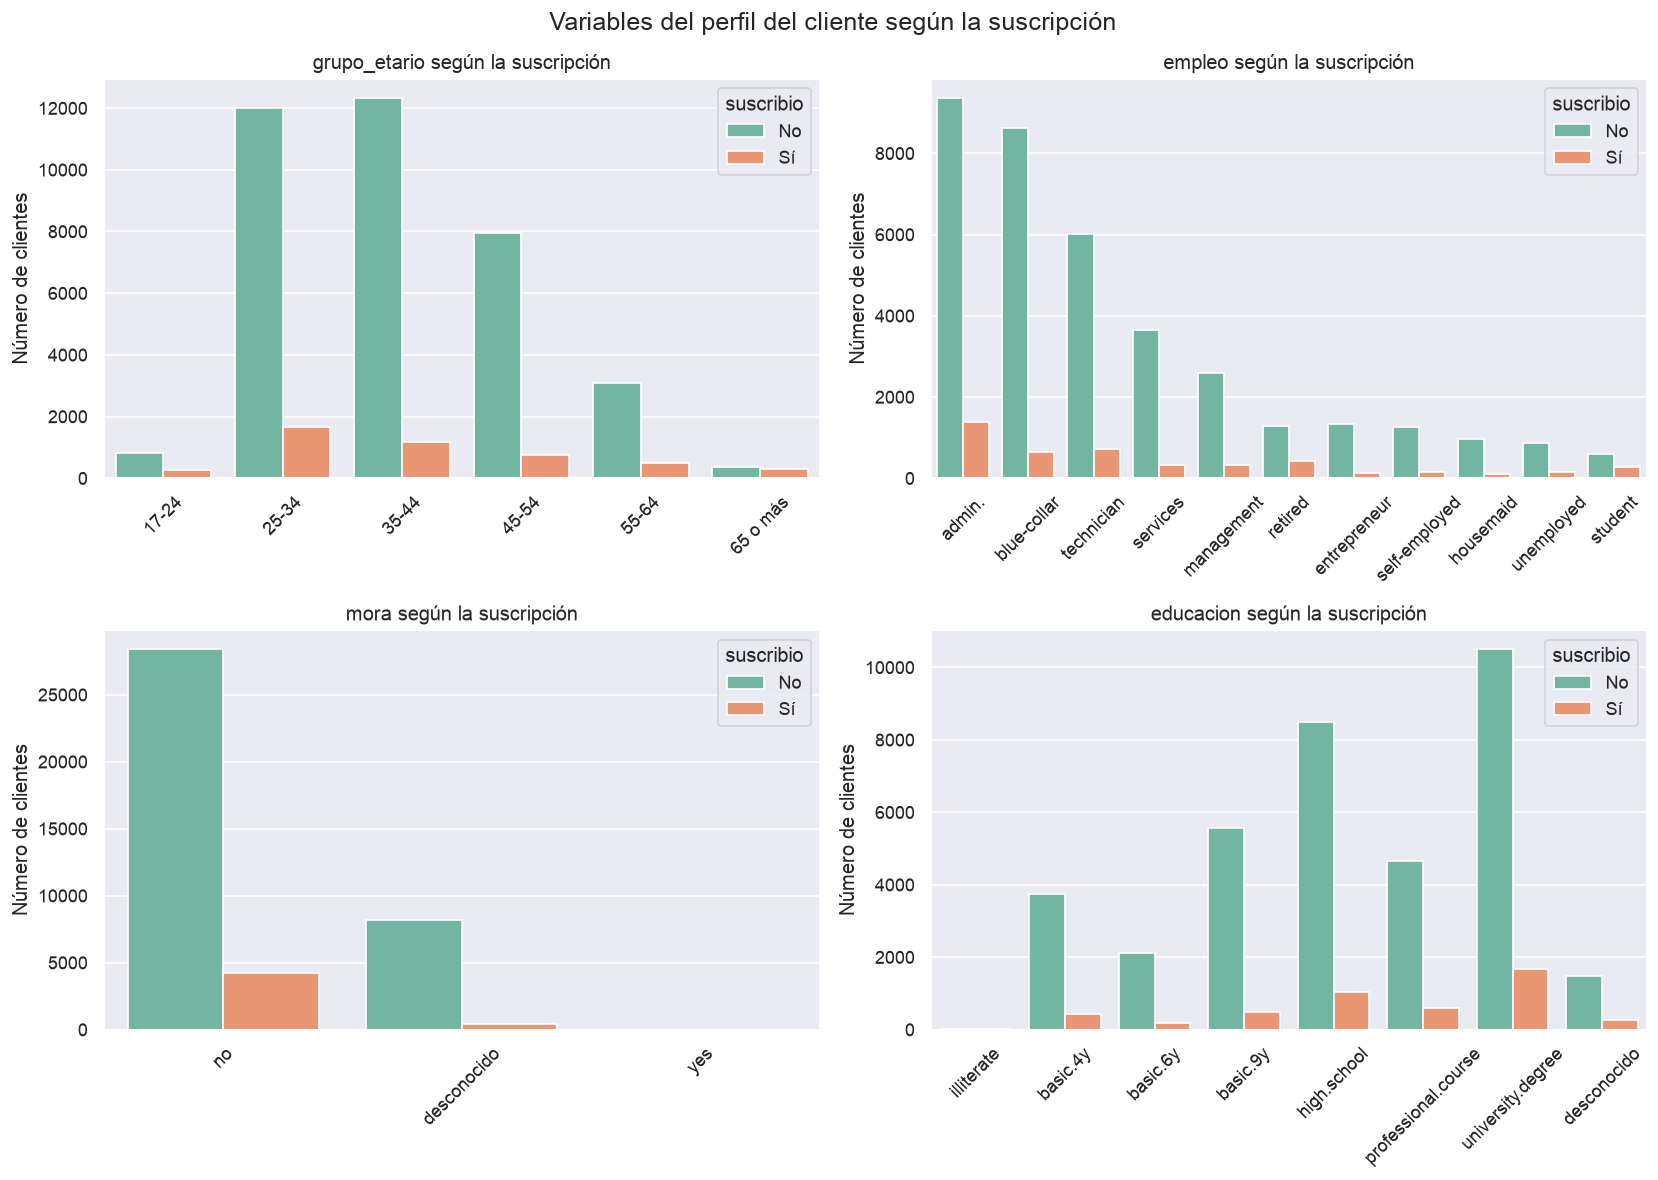 Variables del perfil del cliente según la suscripción
grupo_etario según la suscripción
Número de clientes
12000
10000
8000
6000
4000
2000
0
17-24
25-34
35-44
45-54
55-64
65 o más
suscribio
No
Sí
empleo según la suscripción
Número de clientes
8000
6000
4000
2000
0
admin.
blue-collar
technician
services
management
retired
entrepreneur
self-employed
housemaid
unemployed
student
suscribio
No
Sí
mora según la suscripción
Número de clientes
25000
20000
15000
10000
5000
0
no
desconocido
yes
suscribio
No
Sí
educacion según la suscripción
Número de clientes
10000
8000
6000
4000
2000
0
illiterate
basic.4y
basic.6y
basic.9y
high.school
professional.course
university.degree
desconocido
suscribio
No
Sí